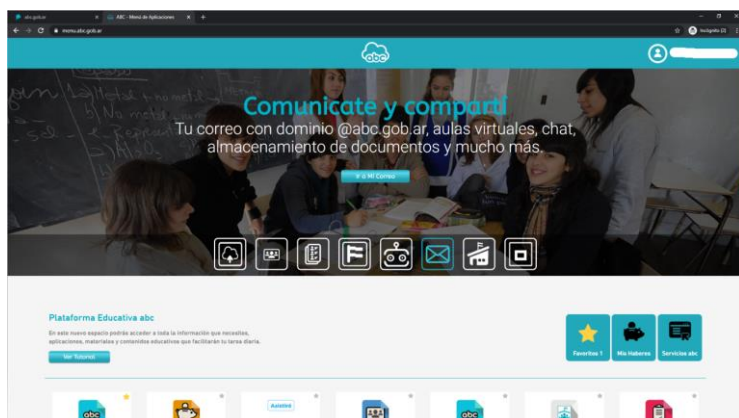 abc.gob.ar
ABC - Menú de Aplicaciones
menu.abc.gob.ar
Incógnito (2)
abc
Comunicate y compartí
Tu correo con dominio @abc.gob.ar, aulas virtuales, chat,
almacenamiento de documentos y mucho más.
Ir a Mi Correo
Plataforma Educativa abc
En este nuevo espacio podrás acceder a toda la información que necesites,
aplicaciones, materiales y contenidos educativos que facilitarán tu tarea diaria.
Ver Tutorial
Favoritos 1
Mis Haberes
Servicios abc
abc
Autolind
abc